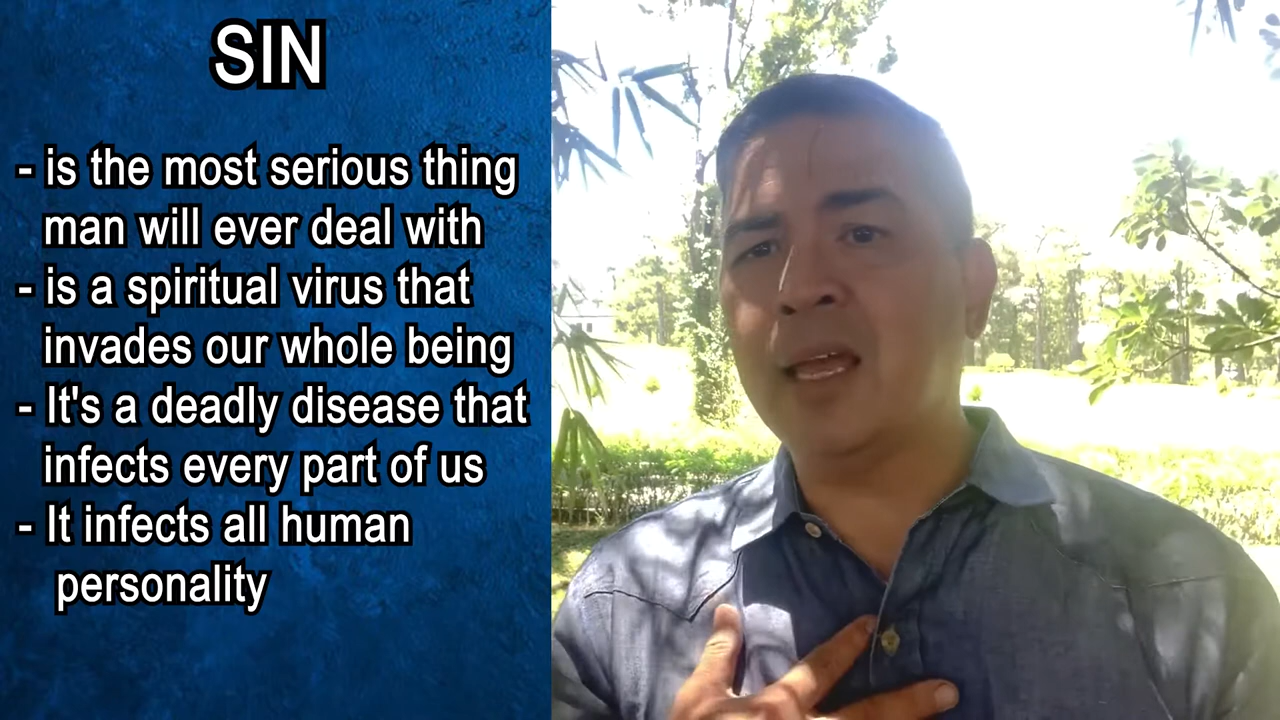 SIN
- is the most serious thing
man will ever deal with
- is a spiritual virus that
invades our whole being
- It's a deadly disease that
infects every part of us
- It infects all human
personality